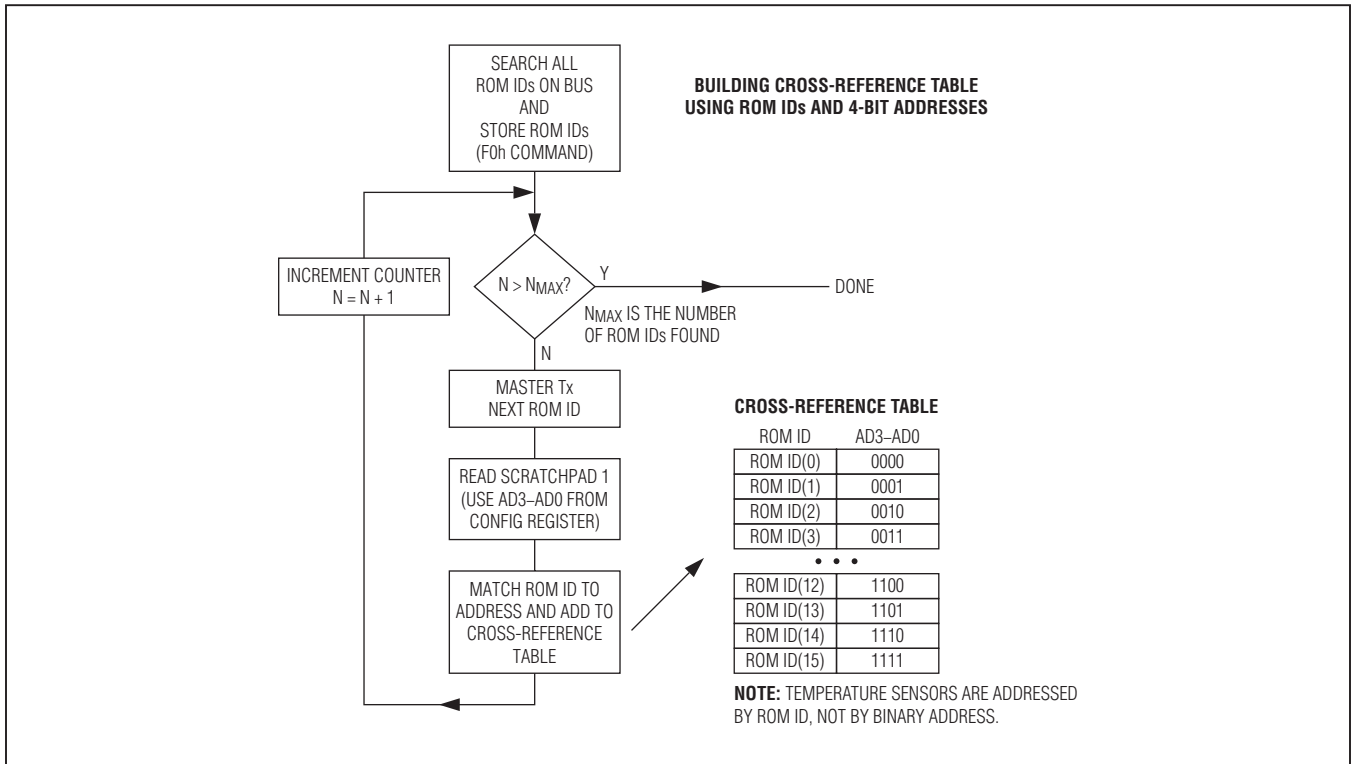 SEARCH ALL
ROM IDs ON BUS
AND
STORE ROM IDs
(F0h COMMAND)
BUILDING CROSS-REFERENCE TABLE
USING ROM IDs AND 4-BIT ADDRESSES
INCREMENT COUNTER
N = N + 1
N > NMAX?
Y
DONE
NMAX IS THE NUMBER
OF ROM IDs FOUND
N
MASTER Tx
NEXT ROM ID
READ SCRATCHPAD 1
(USE AD3–AD0 FROM
CONFIG REGISTER)
MATCH ROM ID TO
ADDRESS AND ADD TO
CROSS-REFERENCE
TABLE
CROSS-REFERENCE TABLE
ROM ID AD3–AD0
ROM ID(0) 0000
ROM ID(1) 0001
ROM ID(2) 0010
ROM ID(3) 0011
• • •
ROM ID(12) 1100
ROM ID(13) 1101
ROM ID(14) 1110
ROM ID(15) 1111
NOTE: TEMPERATURE SENSORS ARE ADDRESSED
BY ROM ID, NOT BY BINARY ADDRESS.